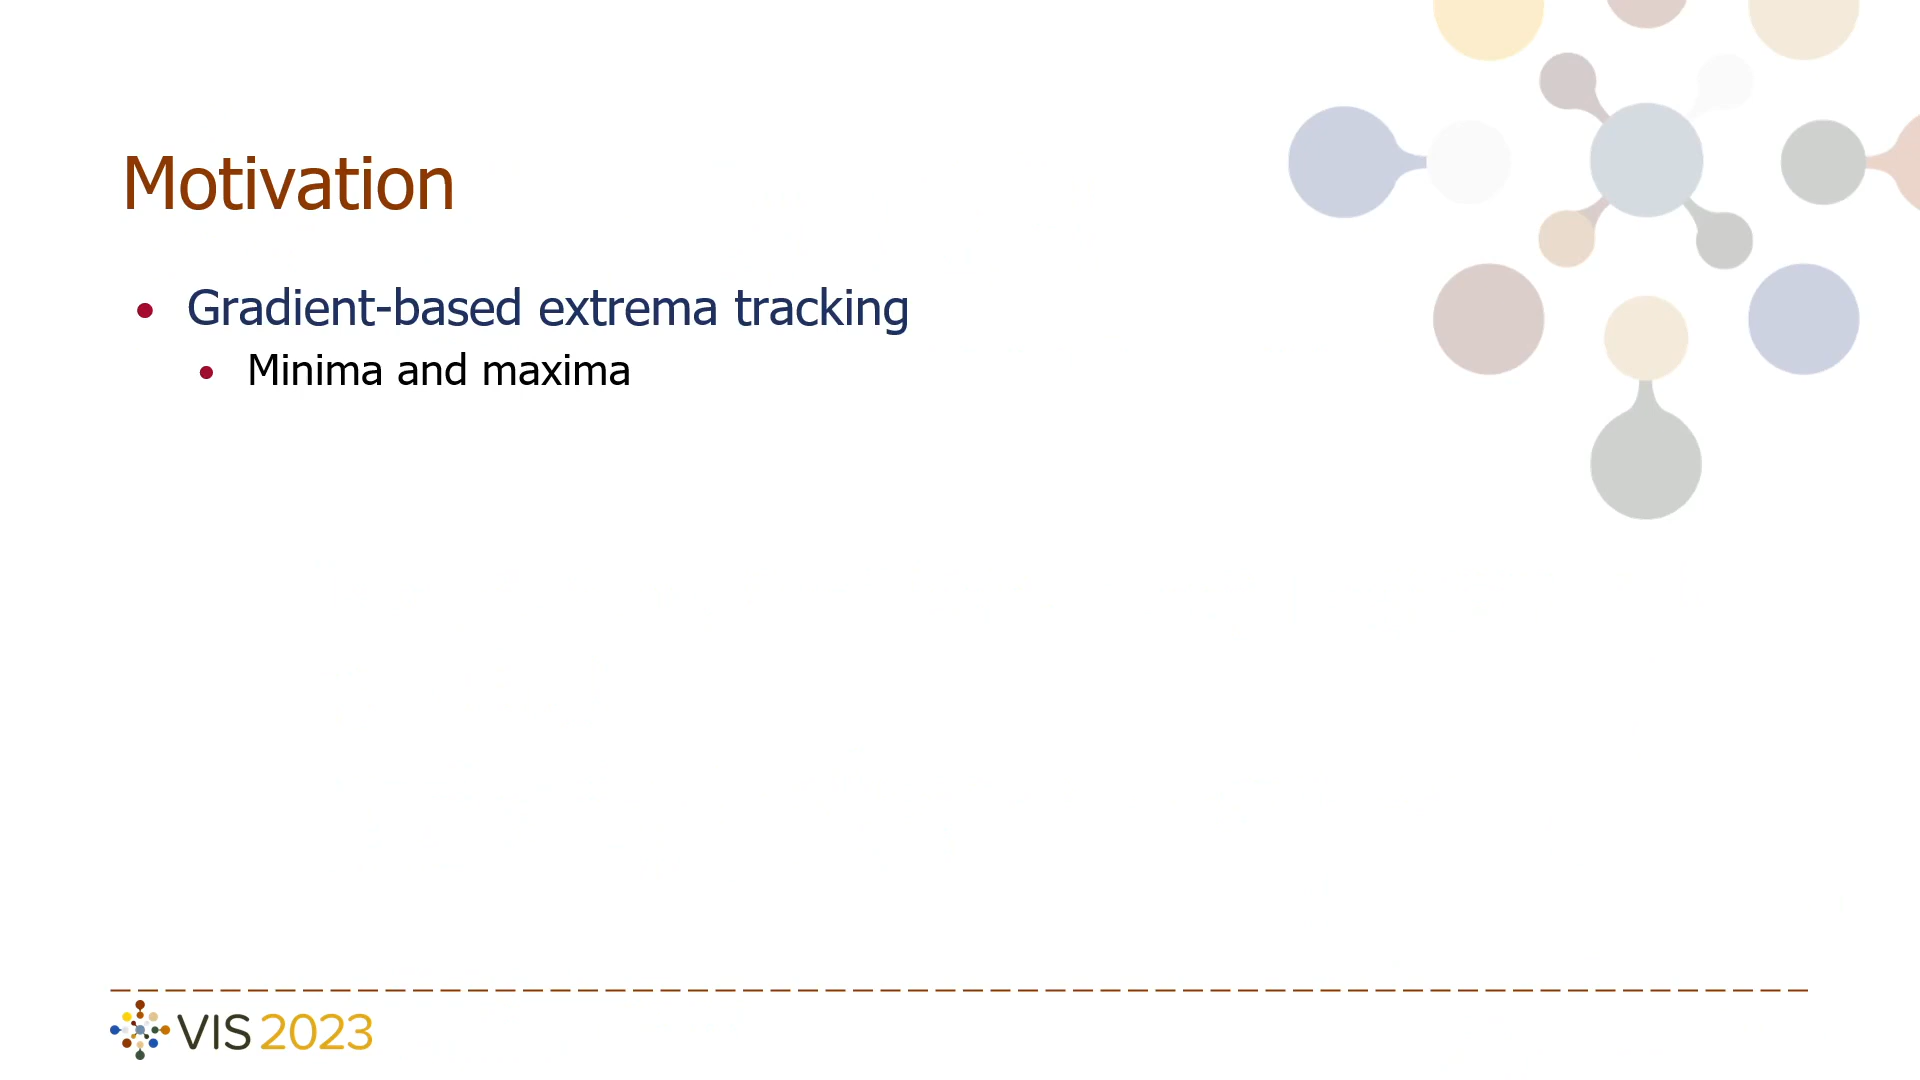 Motivation
Gradient-based extrema tracking
Minima and maxima
VIS 2023